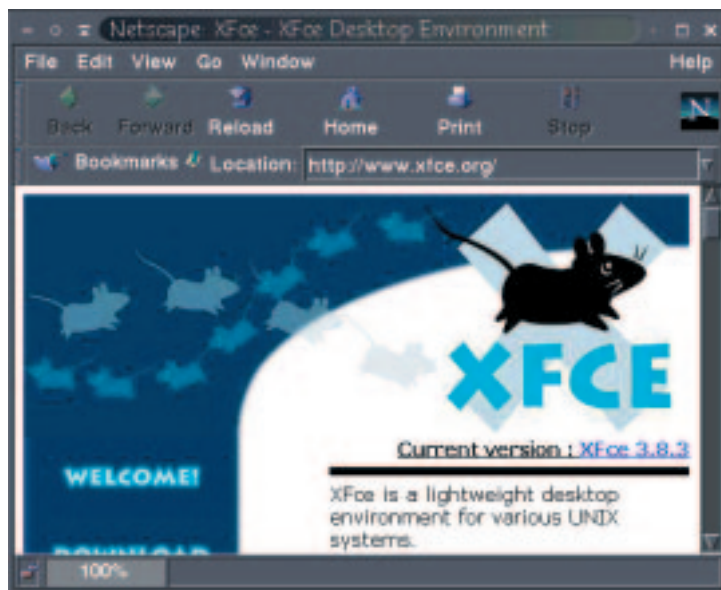 Netscape: XFce - XFce Desktop Environment
File Edit View Go Window Help
Back Forward Reload Home Print Stop
N
Bookmarks Location: http://www.xfce.org/
XFCE
Current version : XFce 3.8.3
WELCOME!
XFce is a lightweight desktop
environment for various UNIX
systems.
DOWNLOAD
100%